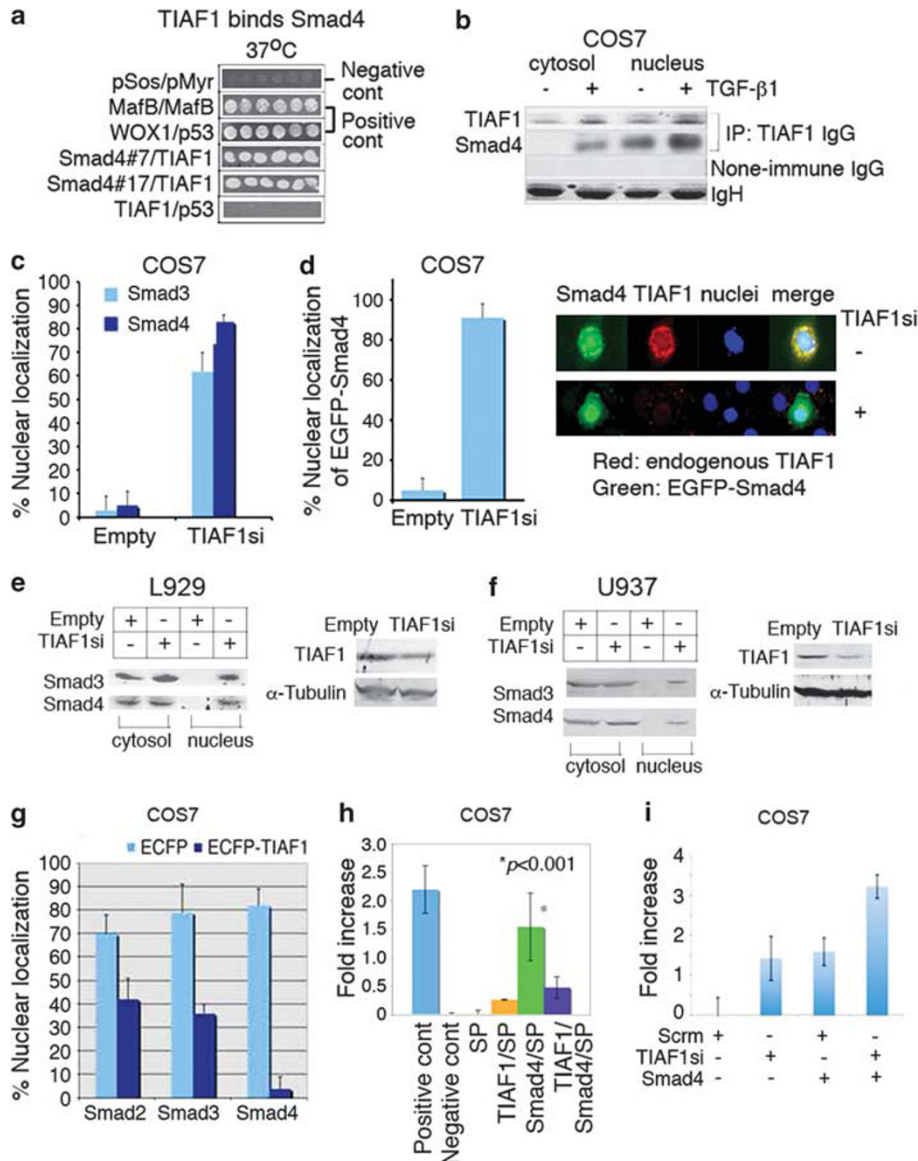 a
TIAF1 binds Smad4
37°C
pSos/pMyr
MafB/MafB
WOX1/p53
Smad4#7/TIAF1
Smad4#17/TIAF1
TIAF1/p53
Negative cont
Positive cont
b
COS7
cytosol nucleus
- + - + TGF-β1
TIAF1
Smad4
IP: TIAF1 IgG
None-immune IgG
IgH
c
COS7
% Nuclear localization
100
90
80
70
60
50
40
30
20
10
0
Smad3
Smad4
Empty TIAF1si
d
COS7
% Nuclear localization
of EGFP-Smad4
100
80
60
40
20
0
Empty TIAF1si
Smad4 TIAF1 nuclei merge
TIAF1si
-
+
Red: endogenous TIAF1
Green: EGFP-Smad4
e
L929
Empty + - + -
TIAF1si - + - +
Smad3
Smad4
cytosol nucleus
Empty TIAF1si
TIAF1
α-Tubulin
f
U937
Empty + - + -
TIAF1si - + - +
Smad3
Smad4
cytosol nucleus
Empty TIAF1si
TIAF1
α-Tubulin
g
COS7
ECFP ECFP-TIAF1
% Nuclear localization
100
90
80
70
60
50
40
30
20
10
0
Smad2 Smad3 Smad4
h
COS7
*p<0.001
Fold increase
3.0
2.5
2.0
1.5
1.0
0.5
0
*
Positive cont
Negative cont
SP
TIAF1/SP
Smad4/SP
TIAF1/
Smad4/SP
i
COS7
Fold increase
4
3
2
1
0
Scrm + - + -
TIAF1si - + - +
Smad4 - - + +